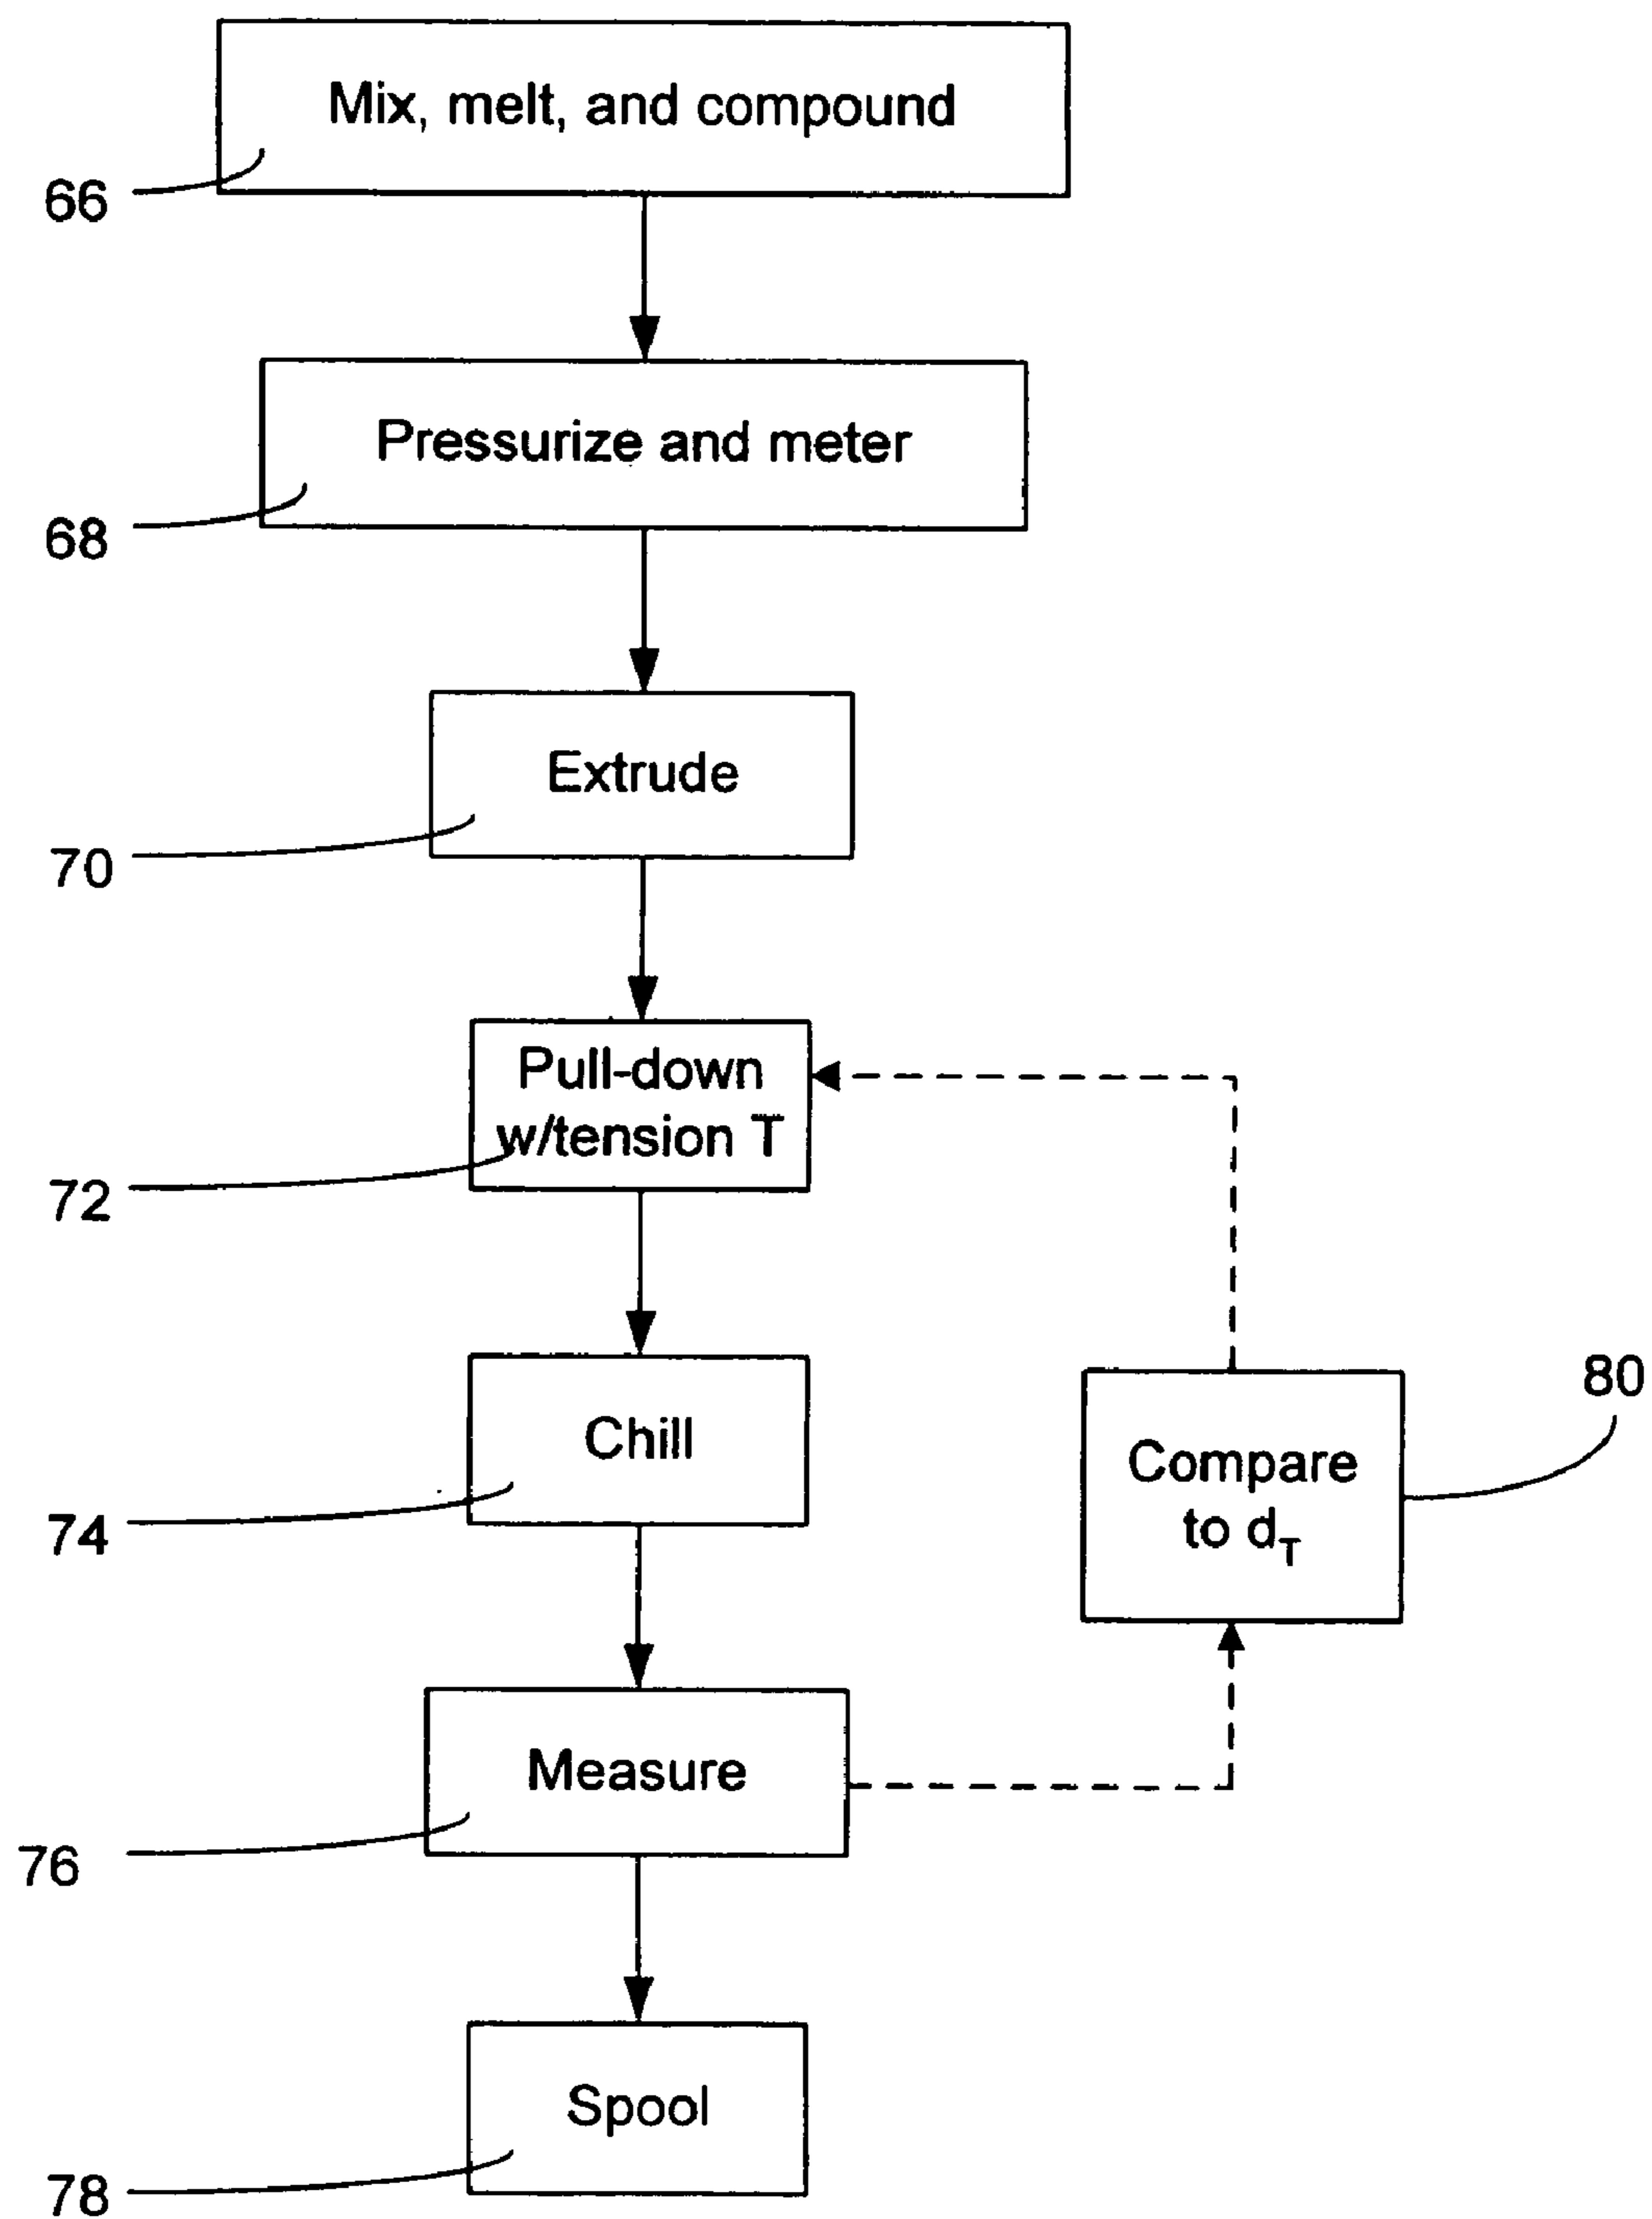 Mix, melt, and compound
66
Pressurize and meter
68
Extrude
70
Pull-down
w/tension T
72
Chill
74
Compare
to d_T
80
Measure
76
Spool
78